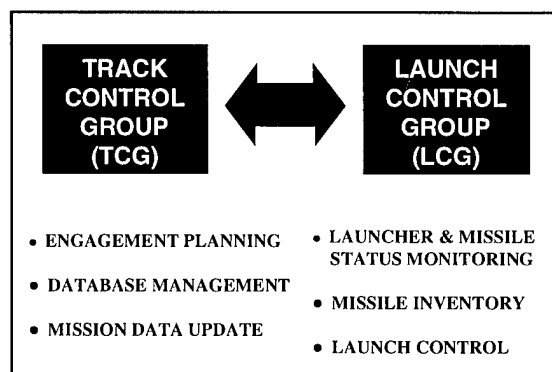 TRACK
CONTROL
GROUP
(TCG)
LAUNCH
CONTROL
GROUP
(LCG)
• ENGAGEMENT PLANNING
• DATABASE MANAGEMENT
• MISSION DATA UPDATE
• LAUNCHER & MISSILE
STATUS MONITORING
• MISSILE INVENTORY
• LAUNCH CONTROL